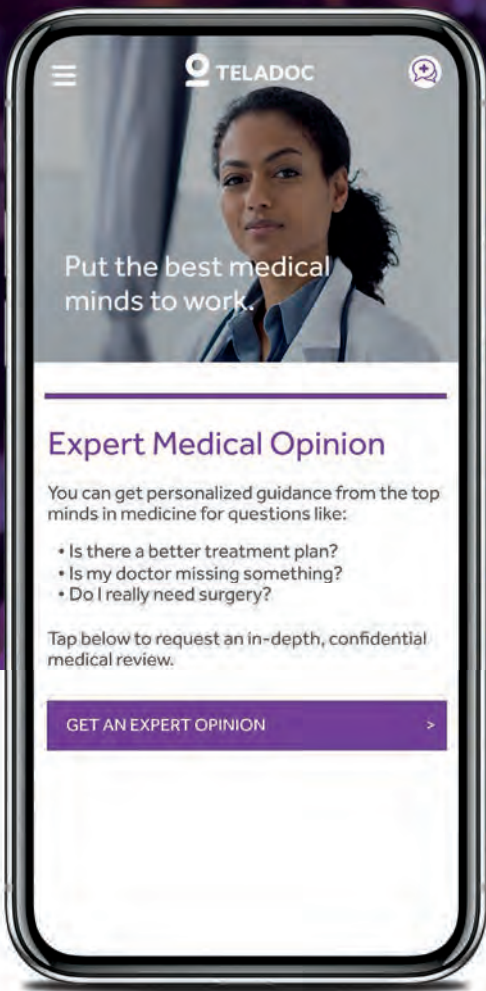 TELADOC
Put the best medical
minds to work.
Expert Medical Opinion
You can get personalized guidance from the top
minds in medicine for questions like:
• Is there a better treatment plan?
• Is my doctor missing something?
• Do I really need surgery?
Tap below to request an in-depth, confidential
medical review.
GET AN EXPERT OPINION >